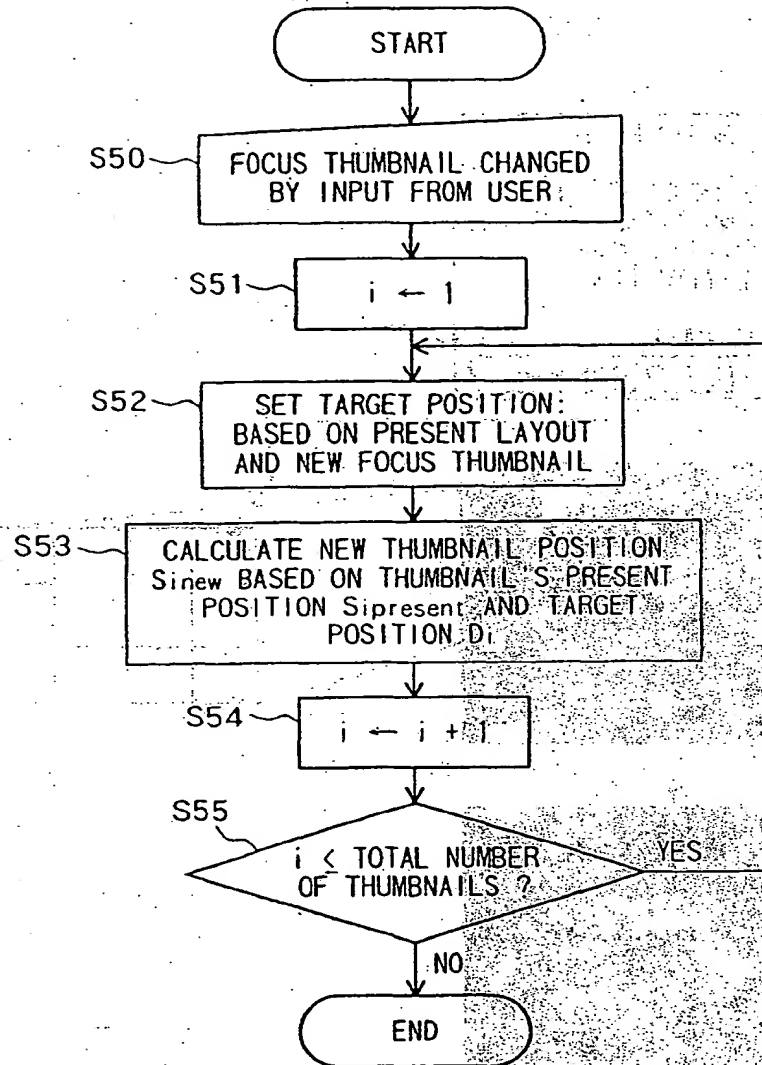 START
S50
FOCUS THUMBNAIL CHANGED
BY INPUT FROM USER
S51
i ← 1
S52
SET TARGET POSITION:
BASED ON PRESENT LAYOUT
AND NEW FOCUS THUMBNAIL
S53
CALCULATE NEW THUMBNAIL POSITION
Sinew BASED ON THUMBNAIL'S PRESENT
POSITION Sipresent AND TARGET
POSITION Di
S54
i ← i + 1
S55
i ≤ TOTAL NUMBER
OF THUMBNAILS ?
YES
NO
END